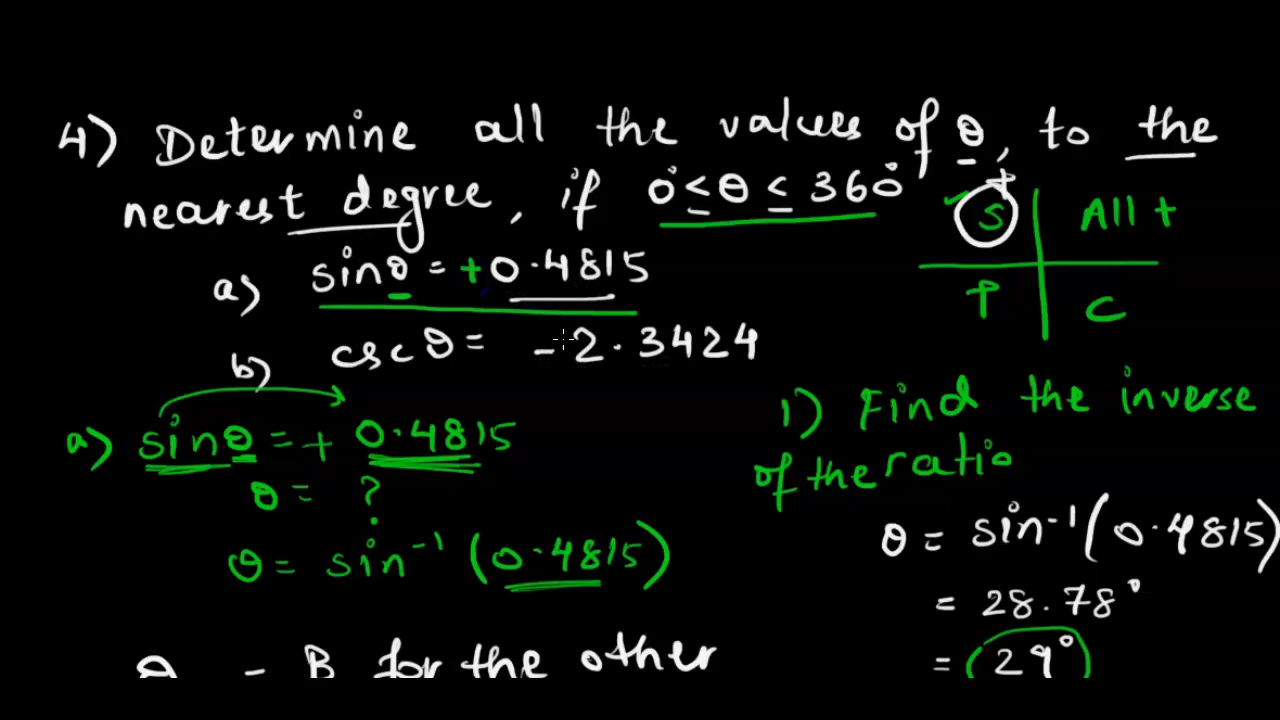 4) Determine all the values of θ, to the
nearest degree, if 0° ≤ θ ≤ 360°
+
S All +
T C
a) sinθ = +0.4815
b) cscθ = -2.3424
a) sinθ = + 0.4815
θ = ?
θ = sin⁻¹ (0.4815)
1) Find the inverse
of the ratio
θ = sin⁻¹(0.4815)
= 28.78°
= 29°
B for the other